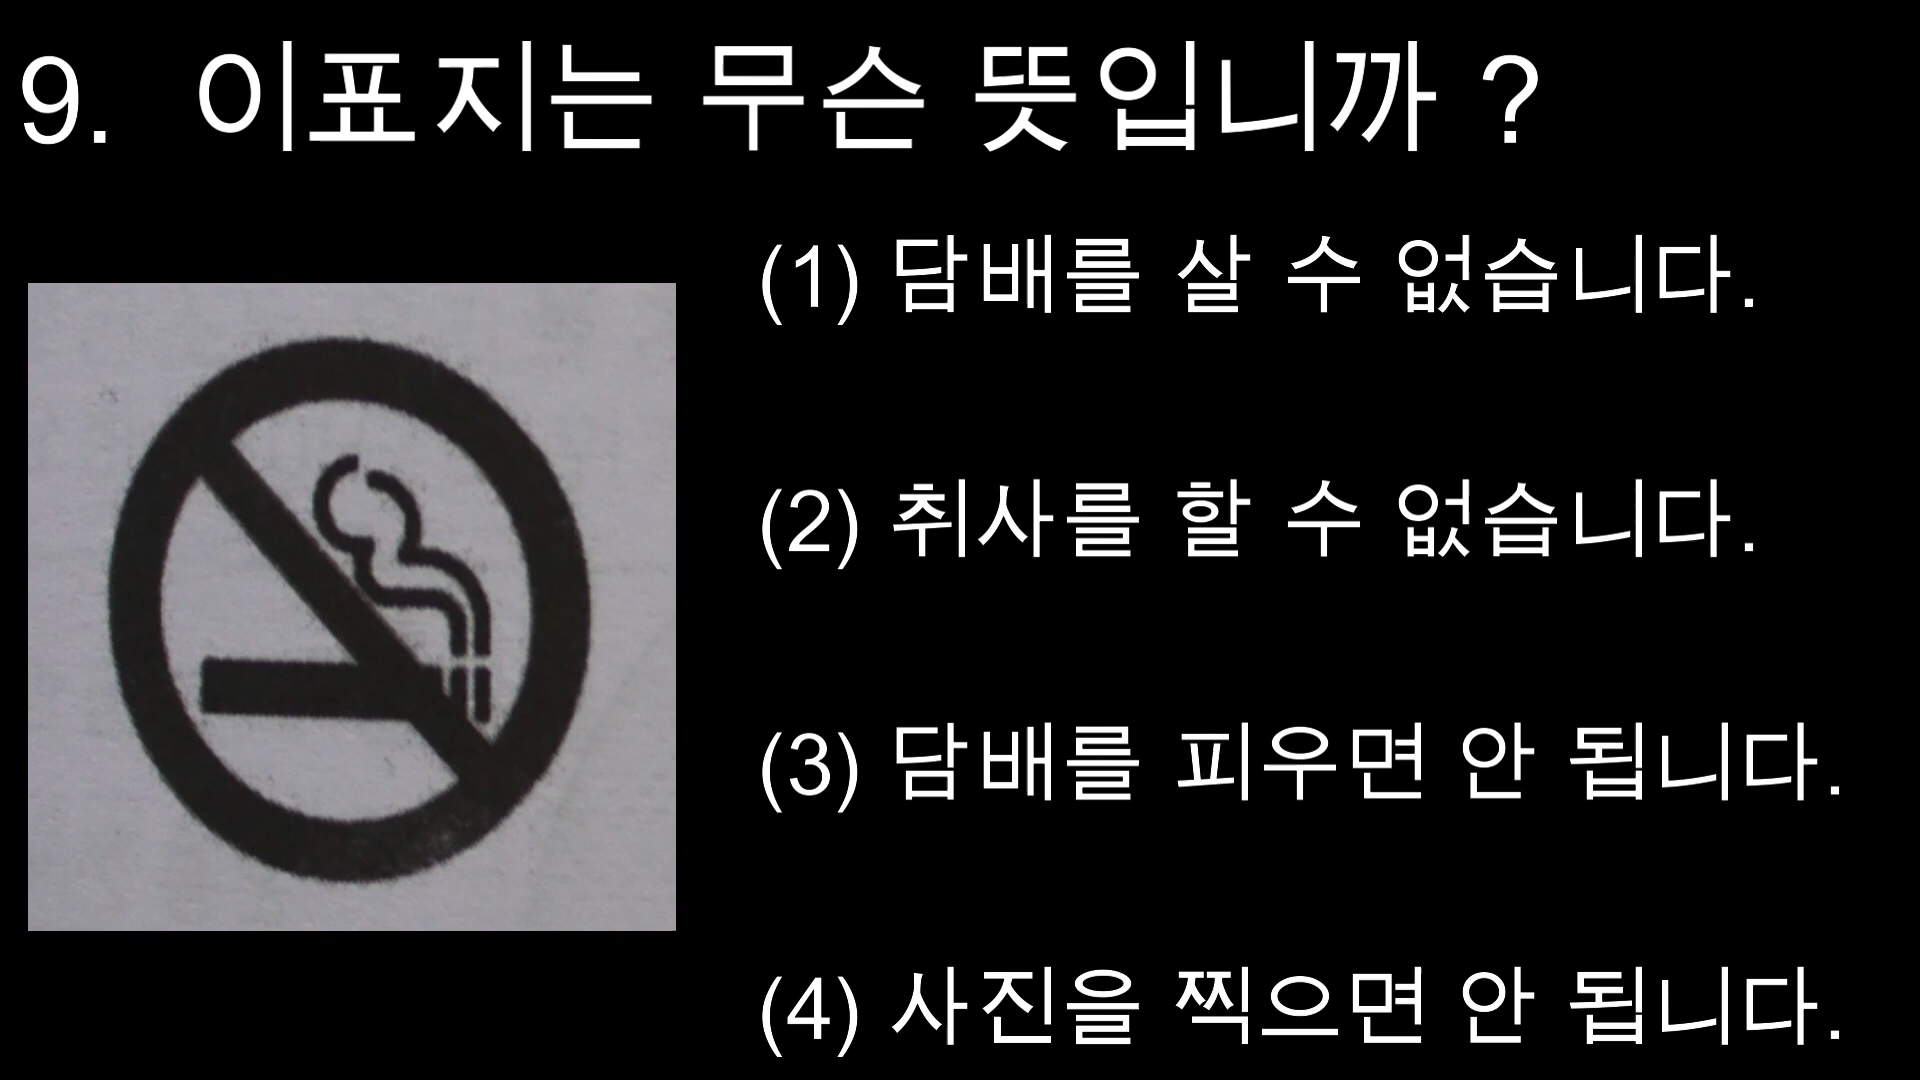 9. 이표지는 무슨 뜻입니까 ?
(1) 담배를 살 수 없습니다.
(2) 취사를 할 수 없습니다.
(3) 담배를 피우면 안 됩니다.
(4) 사진을 찍으면 안 됩니다.